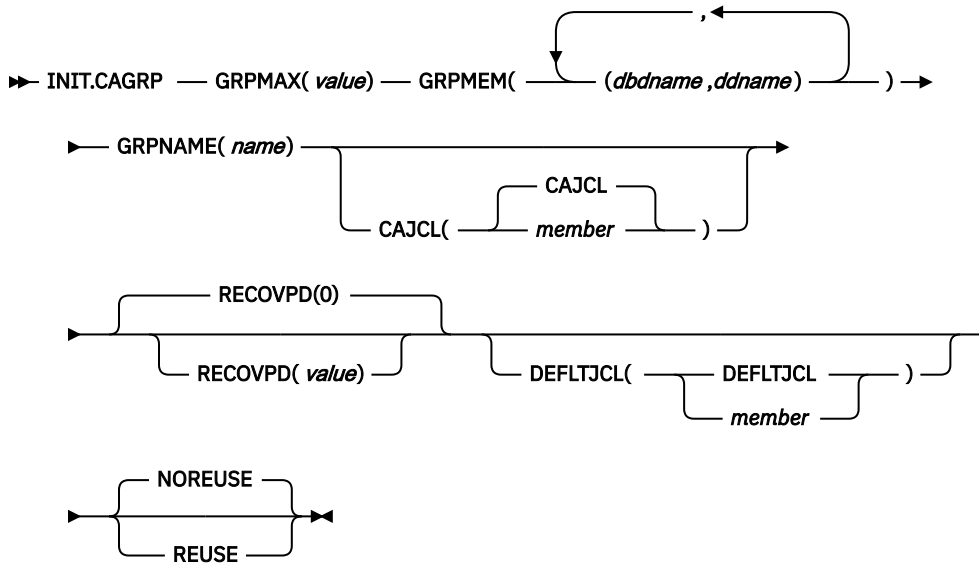 ,
INIT.CAGRP GRPMAX( value) GRPMEM( (dbdname ,ddname) )
GRPNAME( name)
CAJCL
CAJCL( member )
RECOVPD(0)
RECOVPD( value)
DEFLTJCL( DEFLTJCL )
member
NOREUSE
REUSE